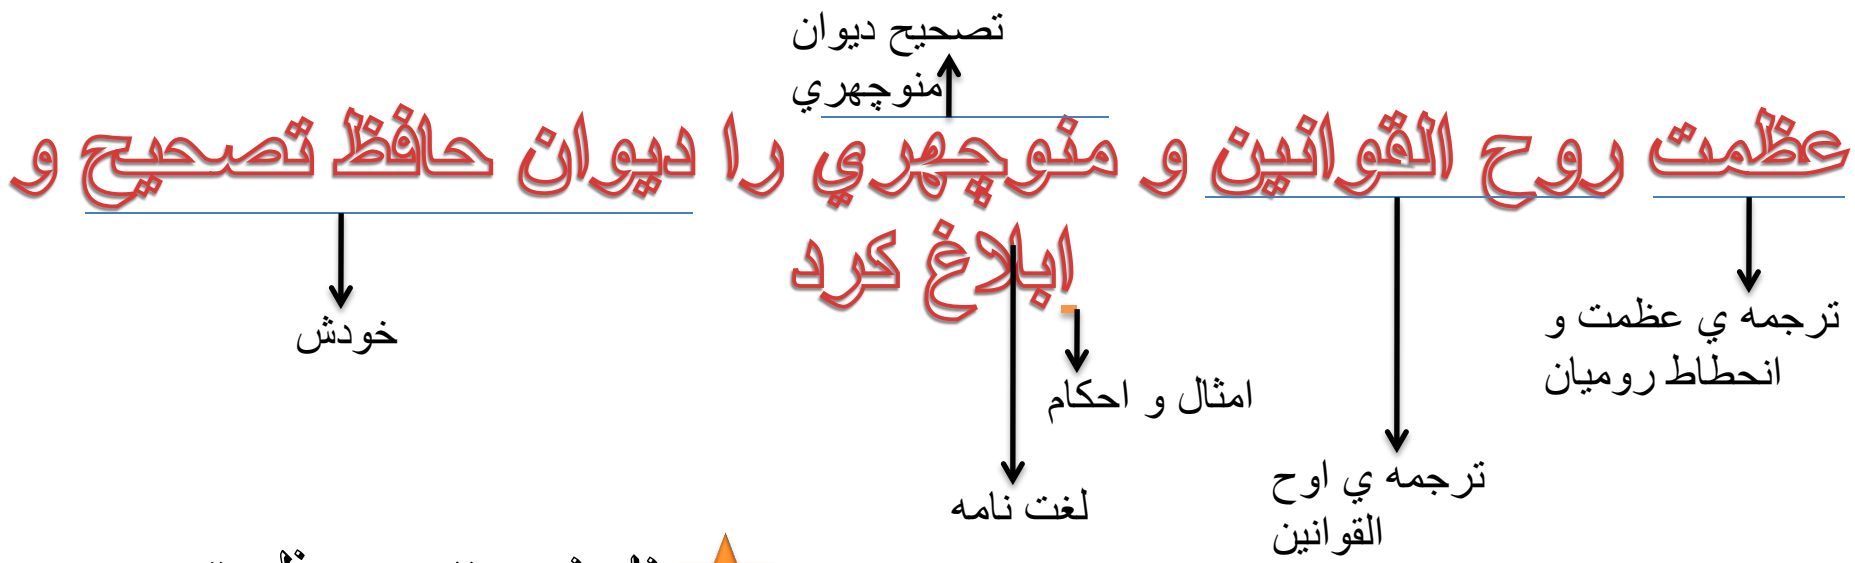 تصحيح ديوان
منوچهري
عظمت روح القوانين و منوچهري را ديوان حافظ تصحيح و
ابلاغ كرد
خودش
ترجمه ي عظمت و
انحطاط روميان
امثال و احكام
ترجمه ي اوح
القوانين
لغت نامه